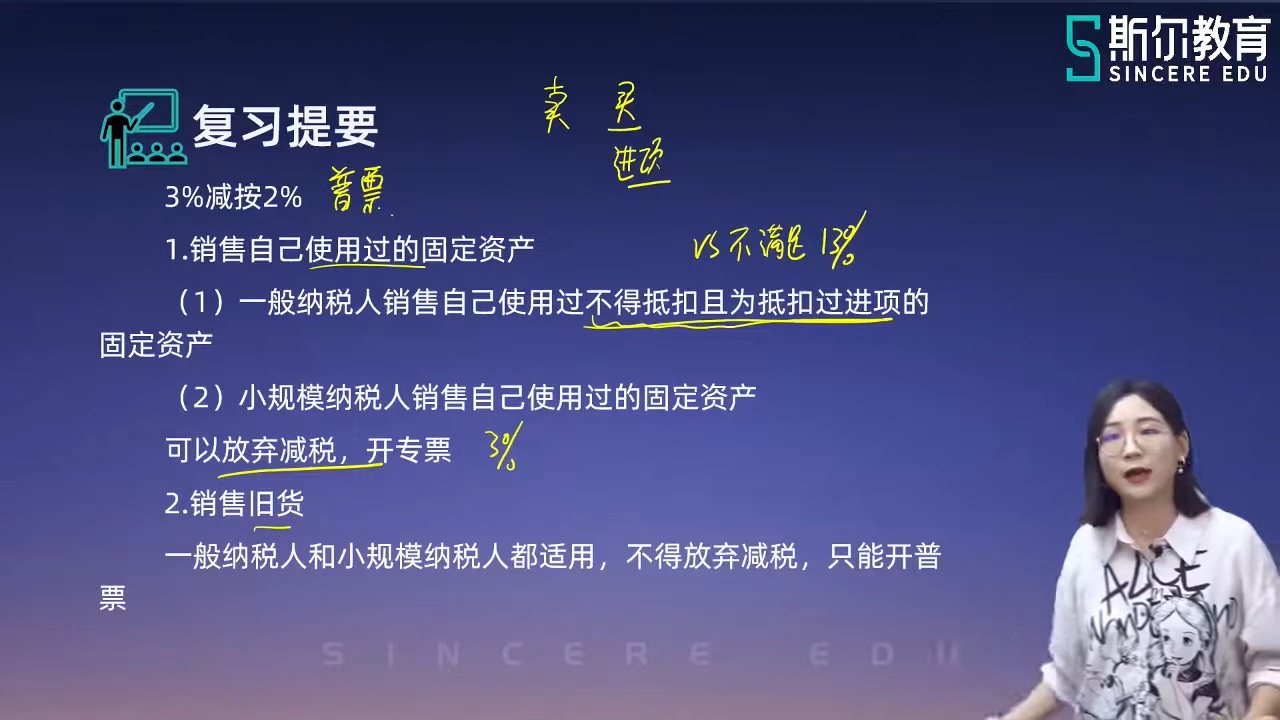 斯尔教育
SINCERE EDU
卖 买
复习提要
进项
3%减按2% 普票
1.销售自己使用过的固定资产
VS不满足13%
（1）一般纳税人销售自己使用过不得抵扣且为抵扣过进项的
固定资产
（2）小规模纳税人销售自己使用过的固定资产
可以放弃减税，开专票 3%
2.销售旧货
一般纳税人和小规模纳税人都适用，不得放弃减税，只能开普
票
SINCERE EDU
ALICE